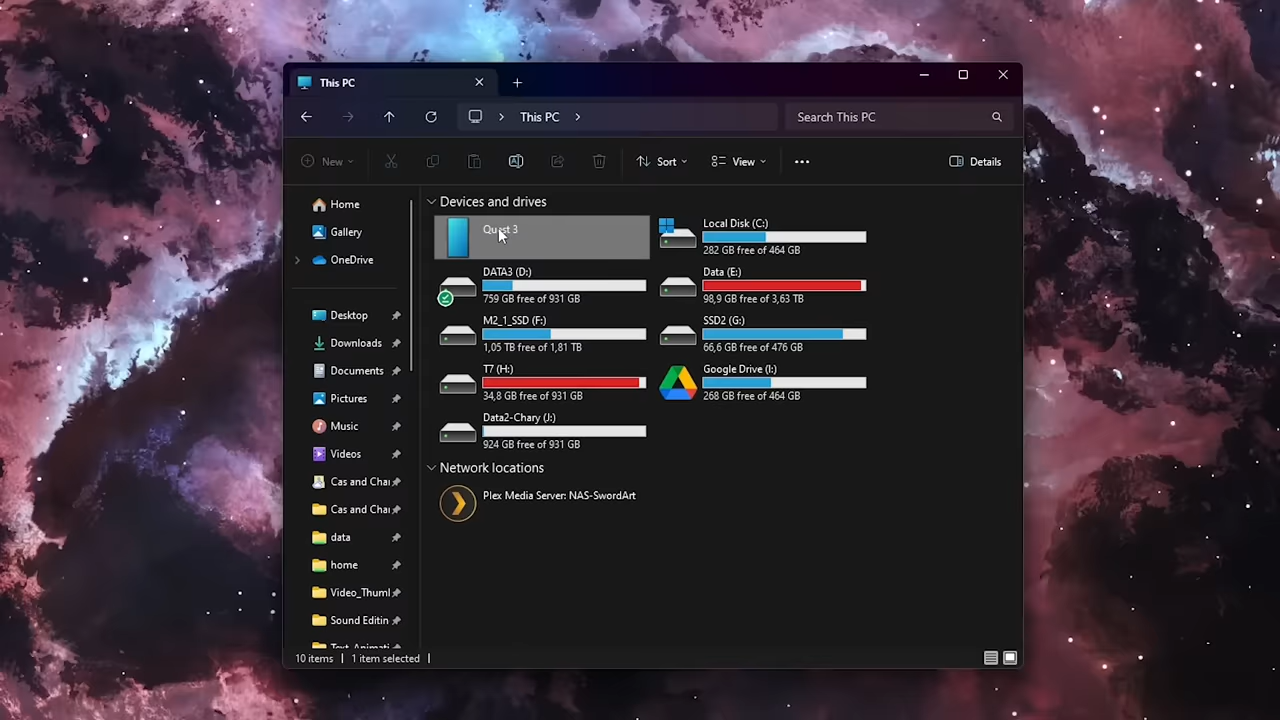 This PC
This PC
Search This PC
New
Sort
View
Details
Home
Gallery
OneDrive
Desktop
Downloads
Documents
Pictures
Music
Videos
Cas and Cha
Cas and Cha
data
home
Video_Thuml
Sound Editin
Text_Animati
Devices and drives
Quest 3
Local Disk (C:)
282 GB free of 464 GB
DATA3 (D:)
759 GB free of 931 GB
Data (E:)
98,9 GB free of 3,63 TB
M2_1_SSD (F:)
1,05 TB free of 1,81 TB
SSD2 (G:)
66,6 GB free of 476 GB
T7 (H:)
34,8 GB free of 931 GB
Google Drive (I:)
268 GB free of 464 GB
Data2-Chary (J:)
924 GB free of 931 GB
Network locations
Plex Media Server: NAS-SwordArt
10 items
1 item selected